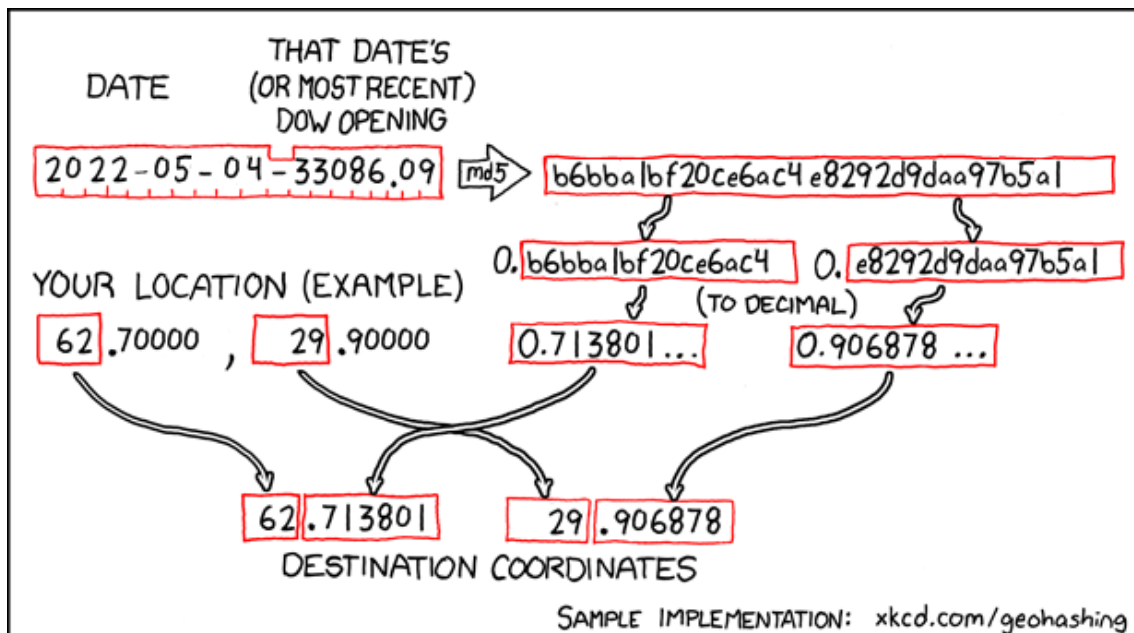 DATE
THAT DATE'S
(OR MOST RECENT)
DOW OPENING
2022-05-04-33086.09
md5
b6bba1bf20ce6ac4e8292d9daa97b5a1
0.b6bba1bf20ce6ac4
0.e8292d9daa97b5a1
YOUR LOCATION (EXAMPLE)
(TO DECIMAL)
62.70000, 29.90000
0.713801...
0.906878...
62.713801
29.906878
DESTINATION COORDINATES
SAMPLE IMPLEMENTATION: xkcd.com/geohashing